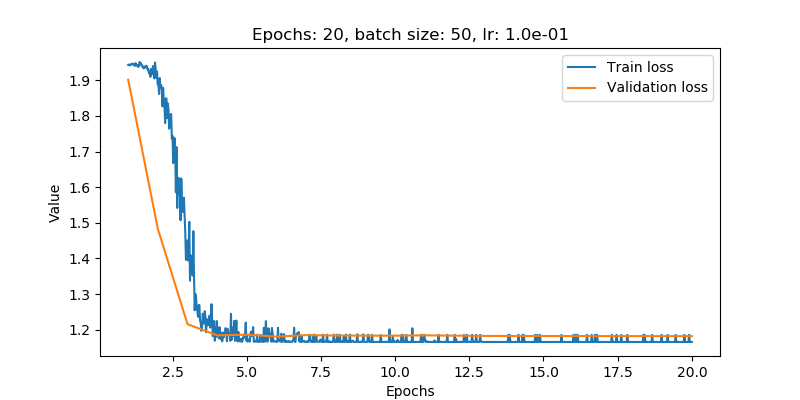 Epochs: 20, batch size: 50, lr: 1.0e-01
Train loss
Validation loss
1.9
1.8
1.7
1.6
1.5
1.4
1.3
1.2
Value
2.5 5.0 7.5 10.0 12.5 15.0 17.5 20.0
Epochs